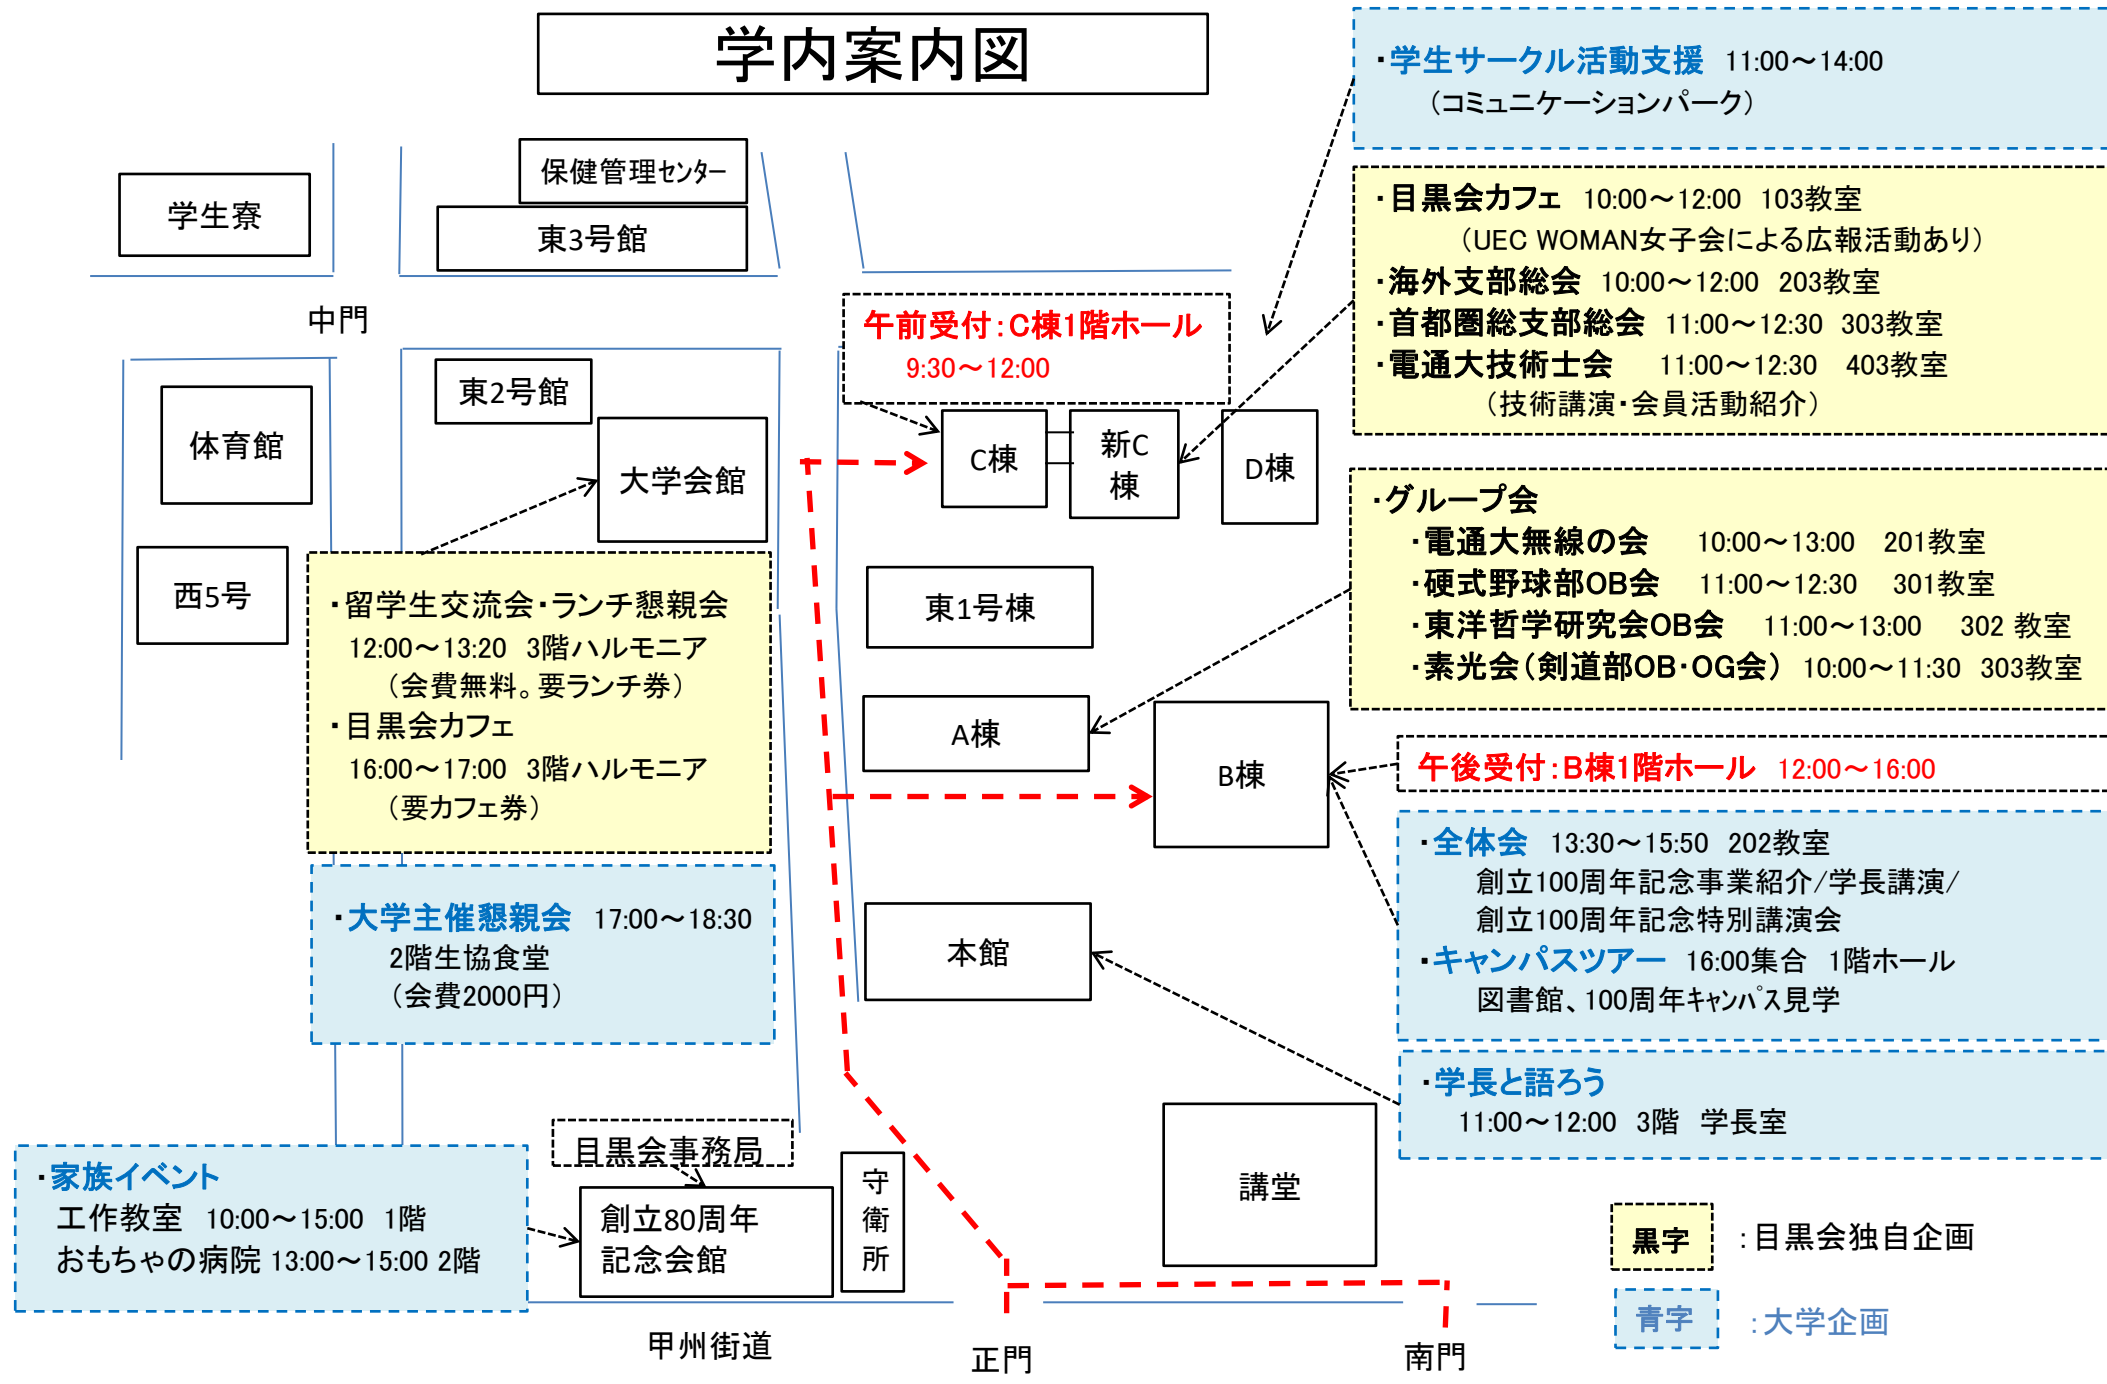 学内案内図
・学生サークル活動支援 11:00～14:00
（コミュニケーションパーク）
保健管理センター
学生寮
東3号館
・目黒会カフェ 10:00～12:00 103教室
（UEC WOMAN女子会による広報活動あり）
・海外支部総会 10:00～12:00 203教室
・首都圏総支部総会 11:00～12:30 303教室
・電通大技術士会 11:00～12:30 403教室
（技術講演・会員活動紹介）
中門
午前受付：C棟1階ホール
9:30～12:00
東2号館
体育館
大学会館
C棟
新C
棟
D棟
・グループ会
・電通大無線の会 10:00～13:00 201教室
・硬式野球部OB会 11:00～12:30 301教室
・東洋哲学研究会OB会 11:00～13:00 302 教室
・素光会（剣道部OB・OG会） 10:00～11:30 303教室
西5号
・留学生交流会・ランチ懇親会
12:00～13:20 3階ハルモニア
（会費無料。要ランチ券）
・目黒会カフェ
16:00～17:00 3階ハルモニア
（要カフェ券）
東1号棟
A棟
B棟
午後受付：B棟1階ホール 12:00～16:00
・全体会 13:30～15:50 202教室
創立100周年記念事業紹介/学長講演/
創立100周年記念特別講演会
・キャンパスツアー 16:00集合 1階ホール
図書館、100周年キャンパス見学
・大学主催懇親会 17:00～18:30
2階生協食堂
（会費2000円）
本館
・学長と語ろう
11:00～12:00 3階 学長室
目黒会事務局
・家族イベント
工作教室 10:00～15:00 1階
おもちゃの病院 13:00～15:00 2階
創立80周年
記念会館
守
衛
所
講堂
黒字 ：目黒会独自企画
青字 ：大学企画
甲州街道
正門
南門